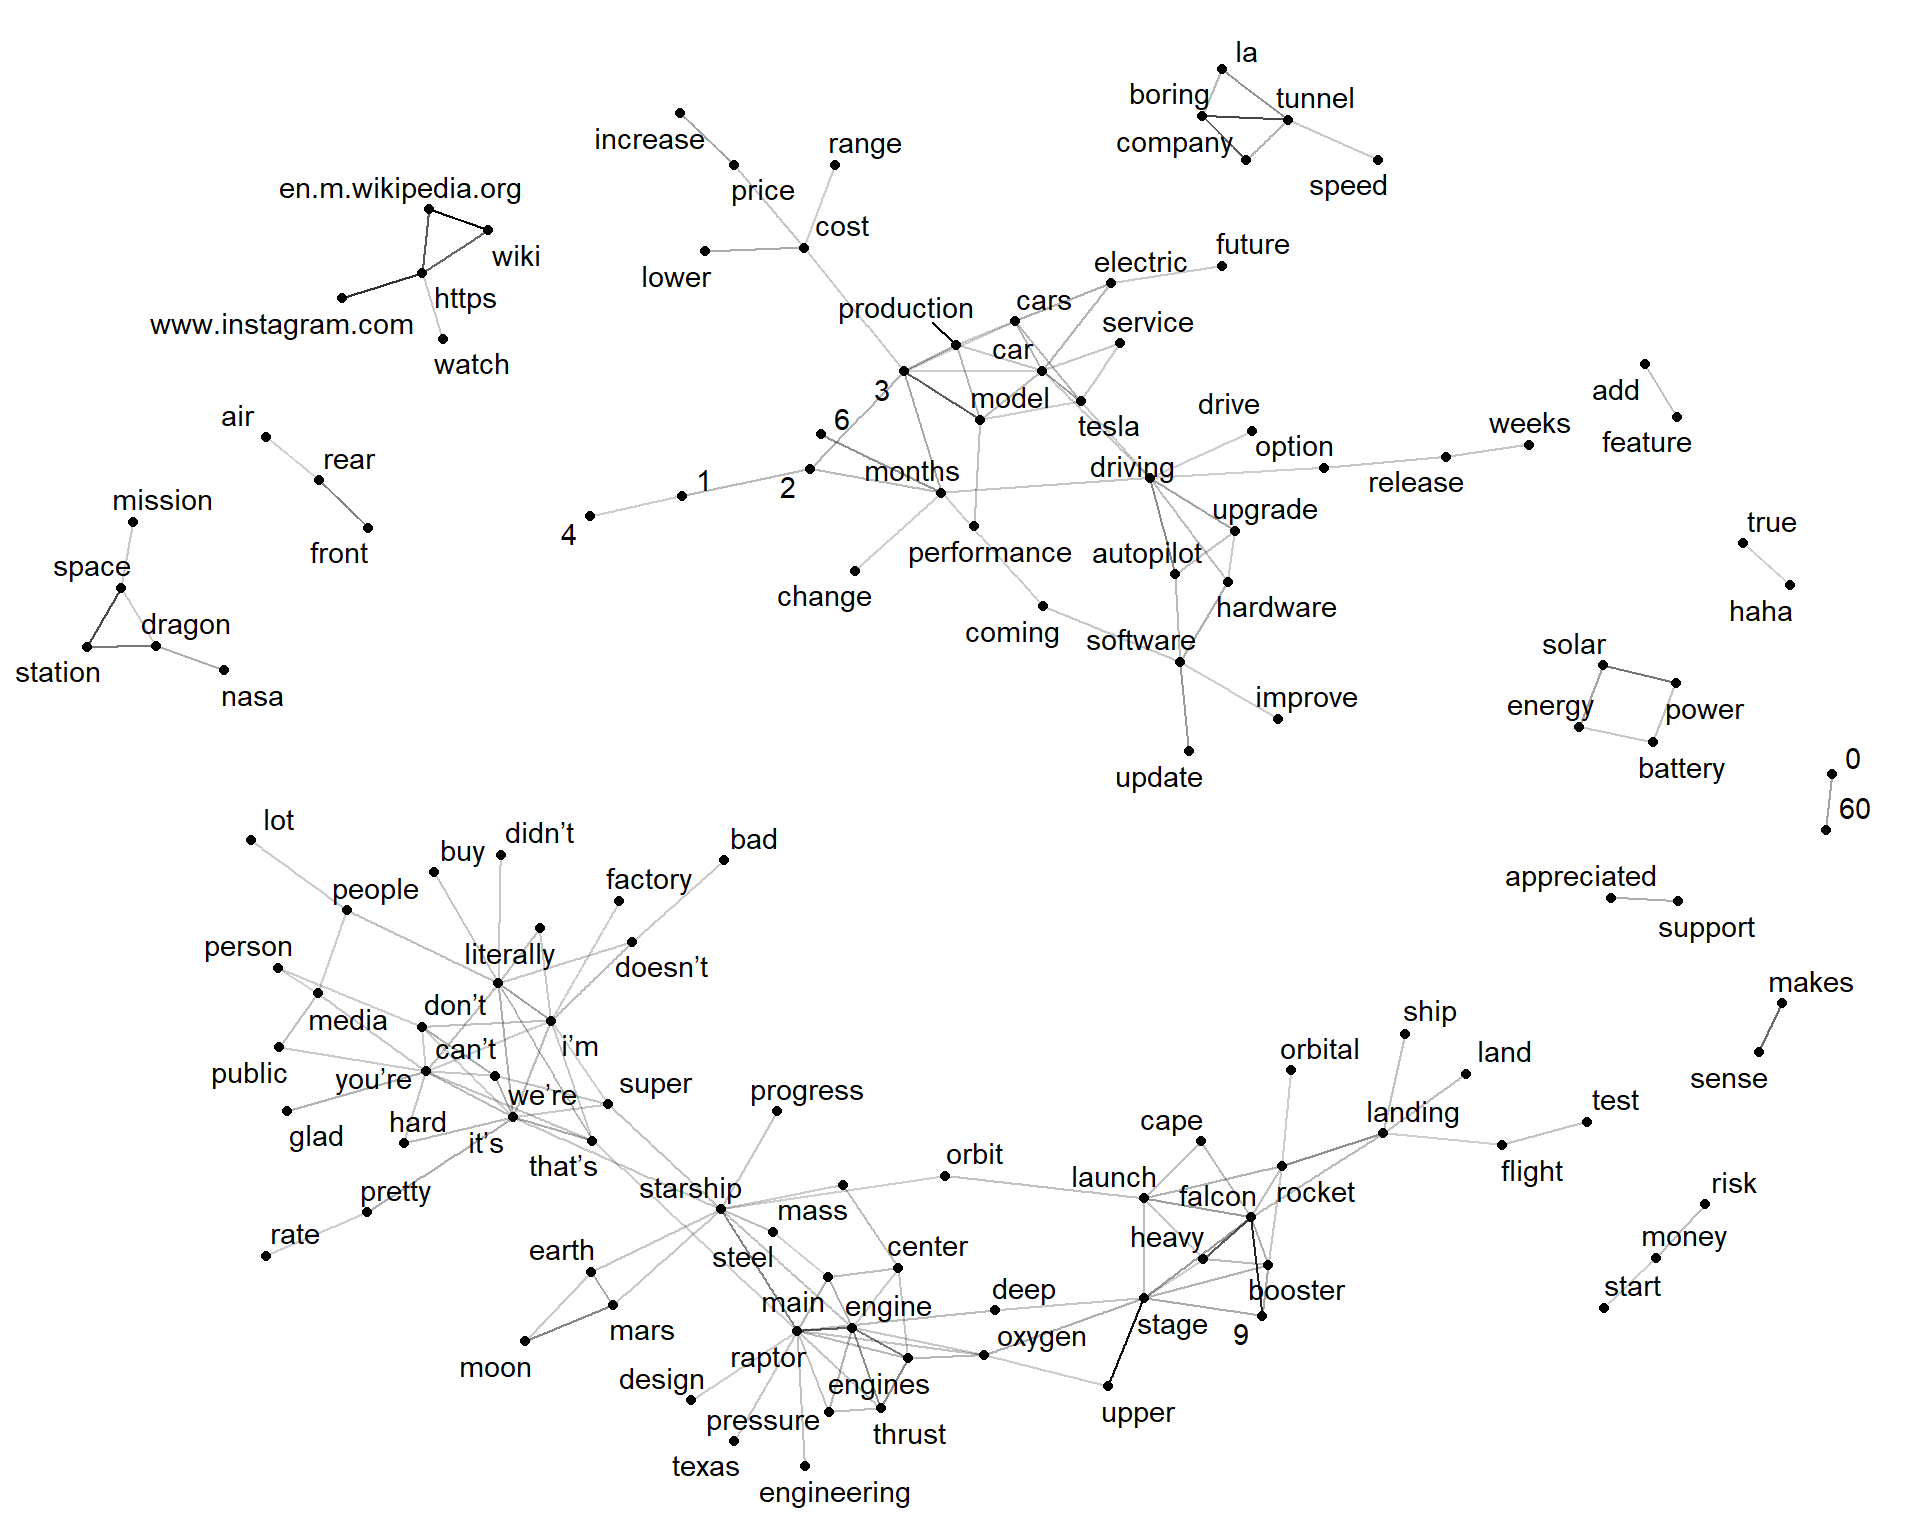 la
boring
tunnel
company
speed
increase
range
price
cost
lower
en.m.wikipedia.org
wiki
https
www.instagram.com
watch
future
electric
production
cars
service
car
3
model
6
tesla
drive
option
weeks
add
feature
air
rear
front
1
2
months
driving
release
4
upgrade
performance
autopilot
change
hardware
coming
software
improve
update
mission
space
dragon
station
nasa
true
haha
solar
energy
power
battery
0
60
lot
buy
didn’t
bad
people
factory
person
literally
doesn’t
don’t
media
can’t
i’m
public
you’re
we’re
super
glad
hard
it’s
that’s
pretty
rate
appreciated
support
makes
sense
progress
starship
orbit
mass
earth
steel
center
main
engine
deep
mars
moon
raptor
oxygen
design
engines
pressure
thrust
texas
engineering
ship
orbital
land
cape
landing
test
launch
falcon
rocket
flight
heavy
booster
stage
9
upper
risk
money
start